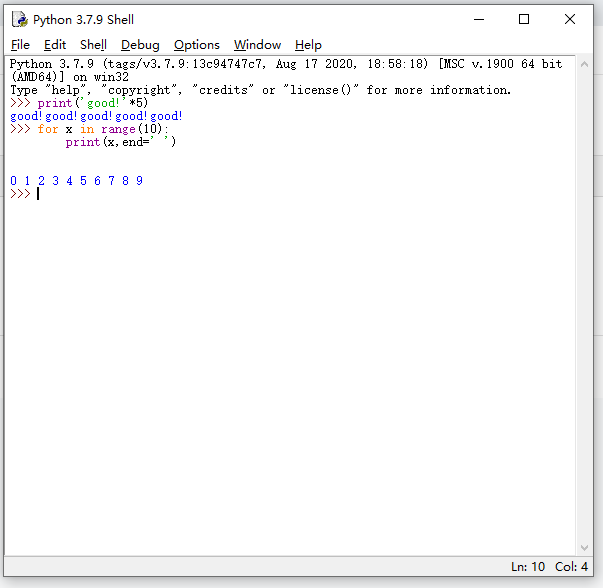 Python 3.7.9 Shell
File Edit Shell Debug Options Window Help
Python 3.7.9 (tags/v3.7.9:13c94747c7, Aug 17 2020, 18:58:18) [MSC v.1900 64 bit
(AMD64)] on win32
Type "help", "copyright", "credits" or "license()" for more information.
>>> print('good!'*5)
good!good!good!good!good!
>>> for x in range(10):
        print(x,end=' ')
0 1 2 3 4 5 6 7 8 9
>>>
Ln: 10 Col: 4